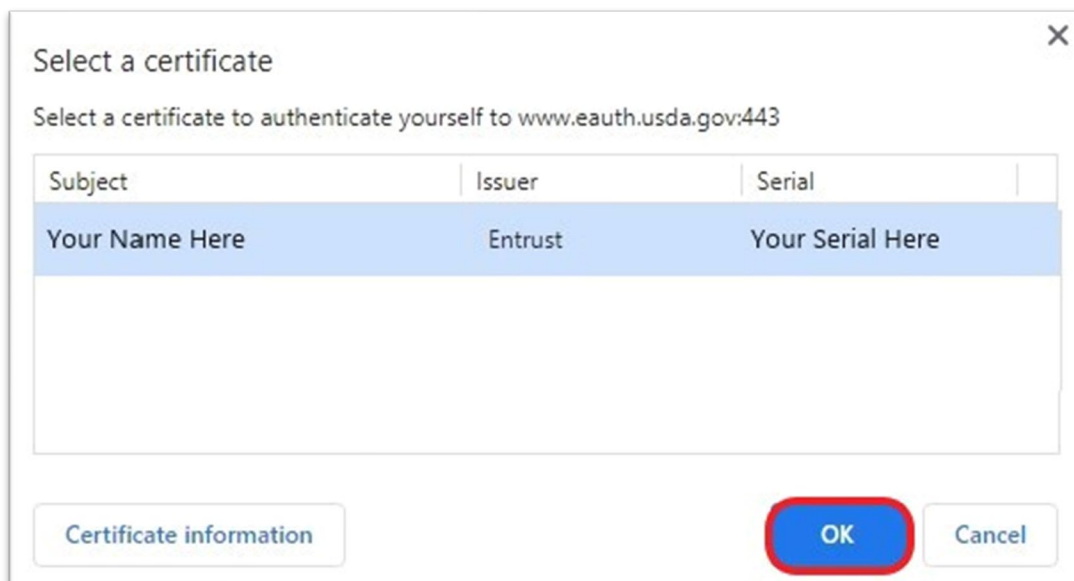 Select a certificate
Select a certificate to authenticate yourself to www.eauth.usda.gov:443
Subject Issuer Serial
Your Name Here Entrust Your Serial Here
Certificate information OK Cancel